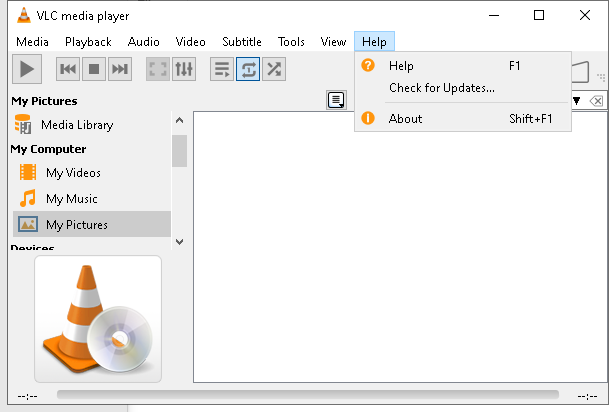 VLC media player
Media Playback Audio Video Subtitle Tools View Help
Help F1
Check for Updates...
About Shift+F1
My Pictures
Media Library
My Computer
My Videos
My Music
My Pictures
Devices
--:-- --:--